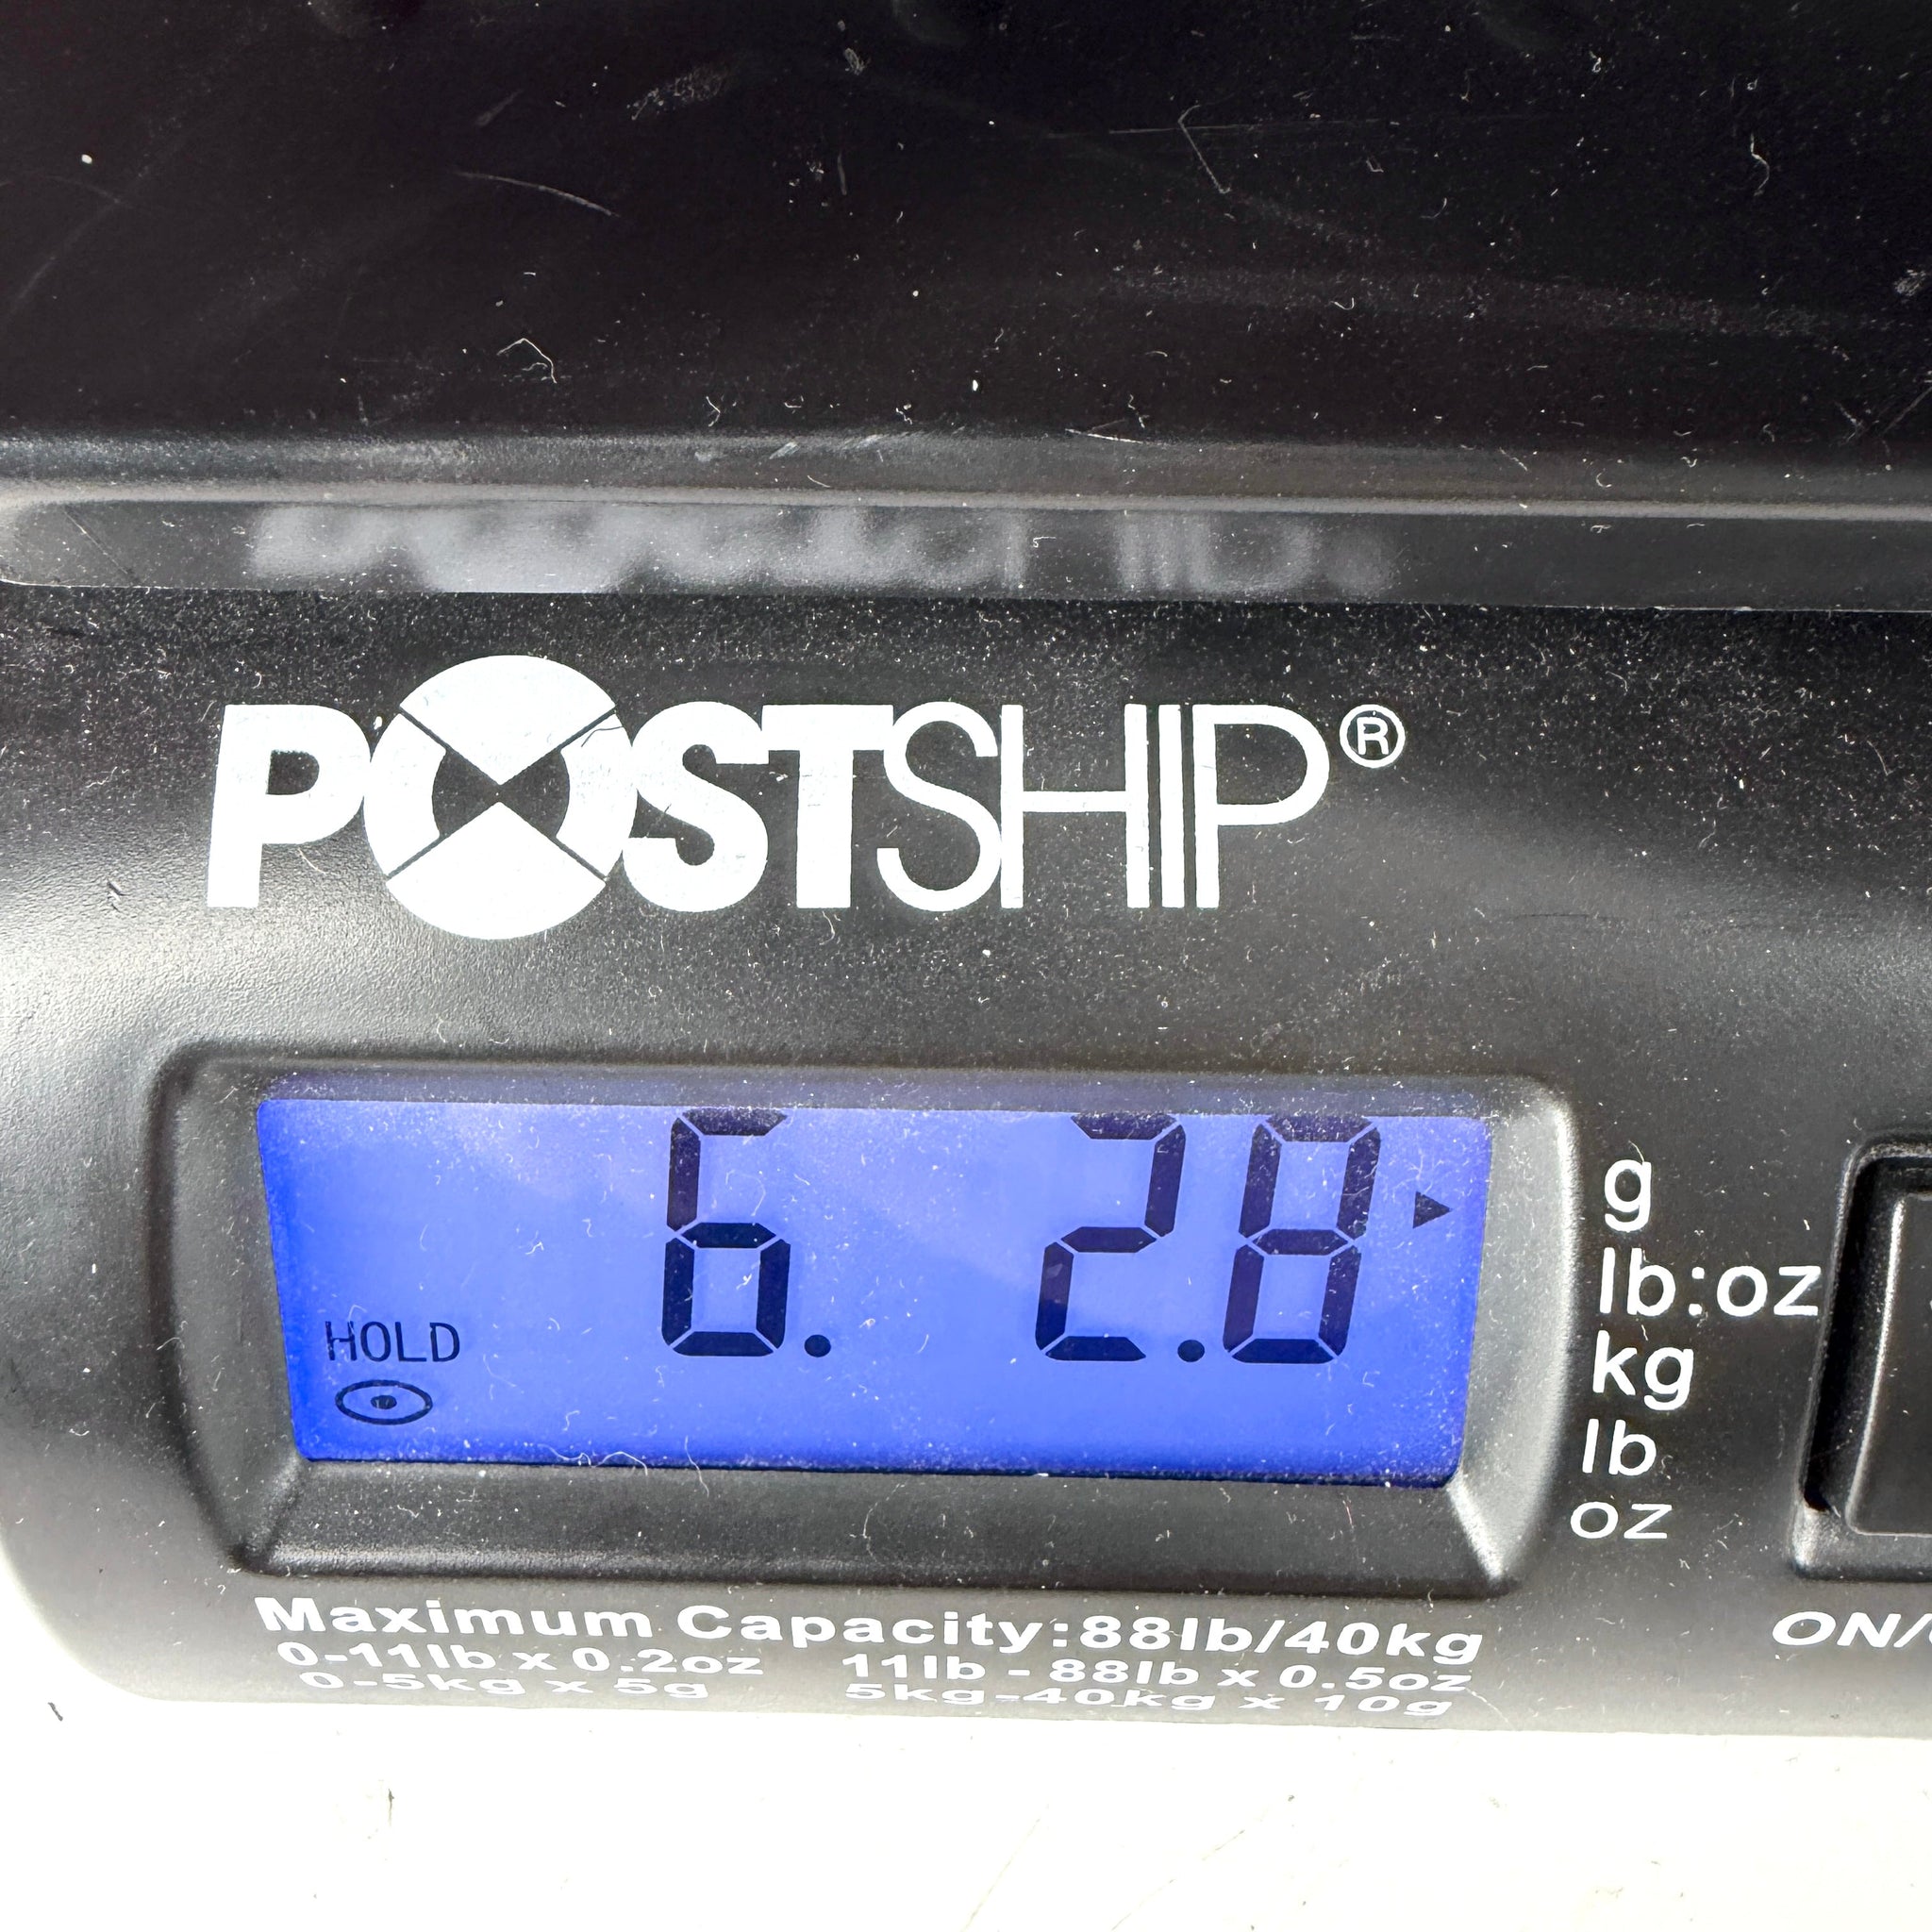 POSTSHIP®
6. 2.8
HOLD
g
lb:oz
kg
lb
oz
Maximum Capacity:88lb/40kg
0-11lb x 0.2oz 11lb - 88lb x 0.5oz
0-5kg x 5g 5kg-40kg x 10g
ON/